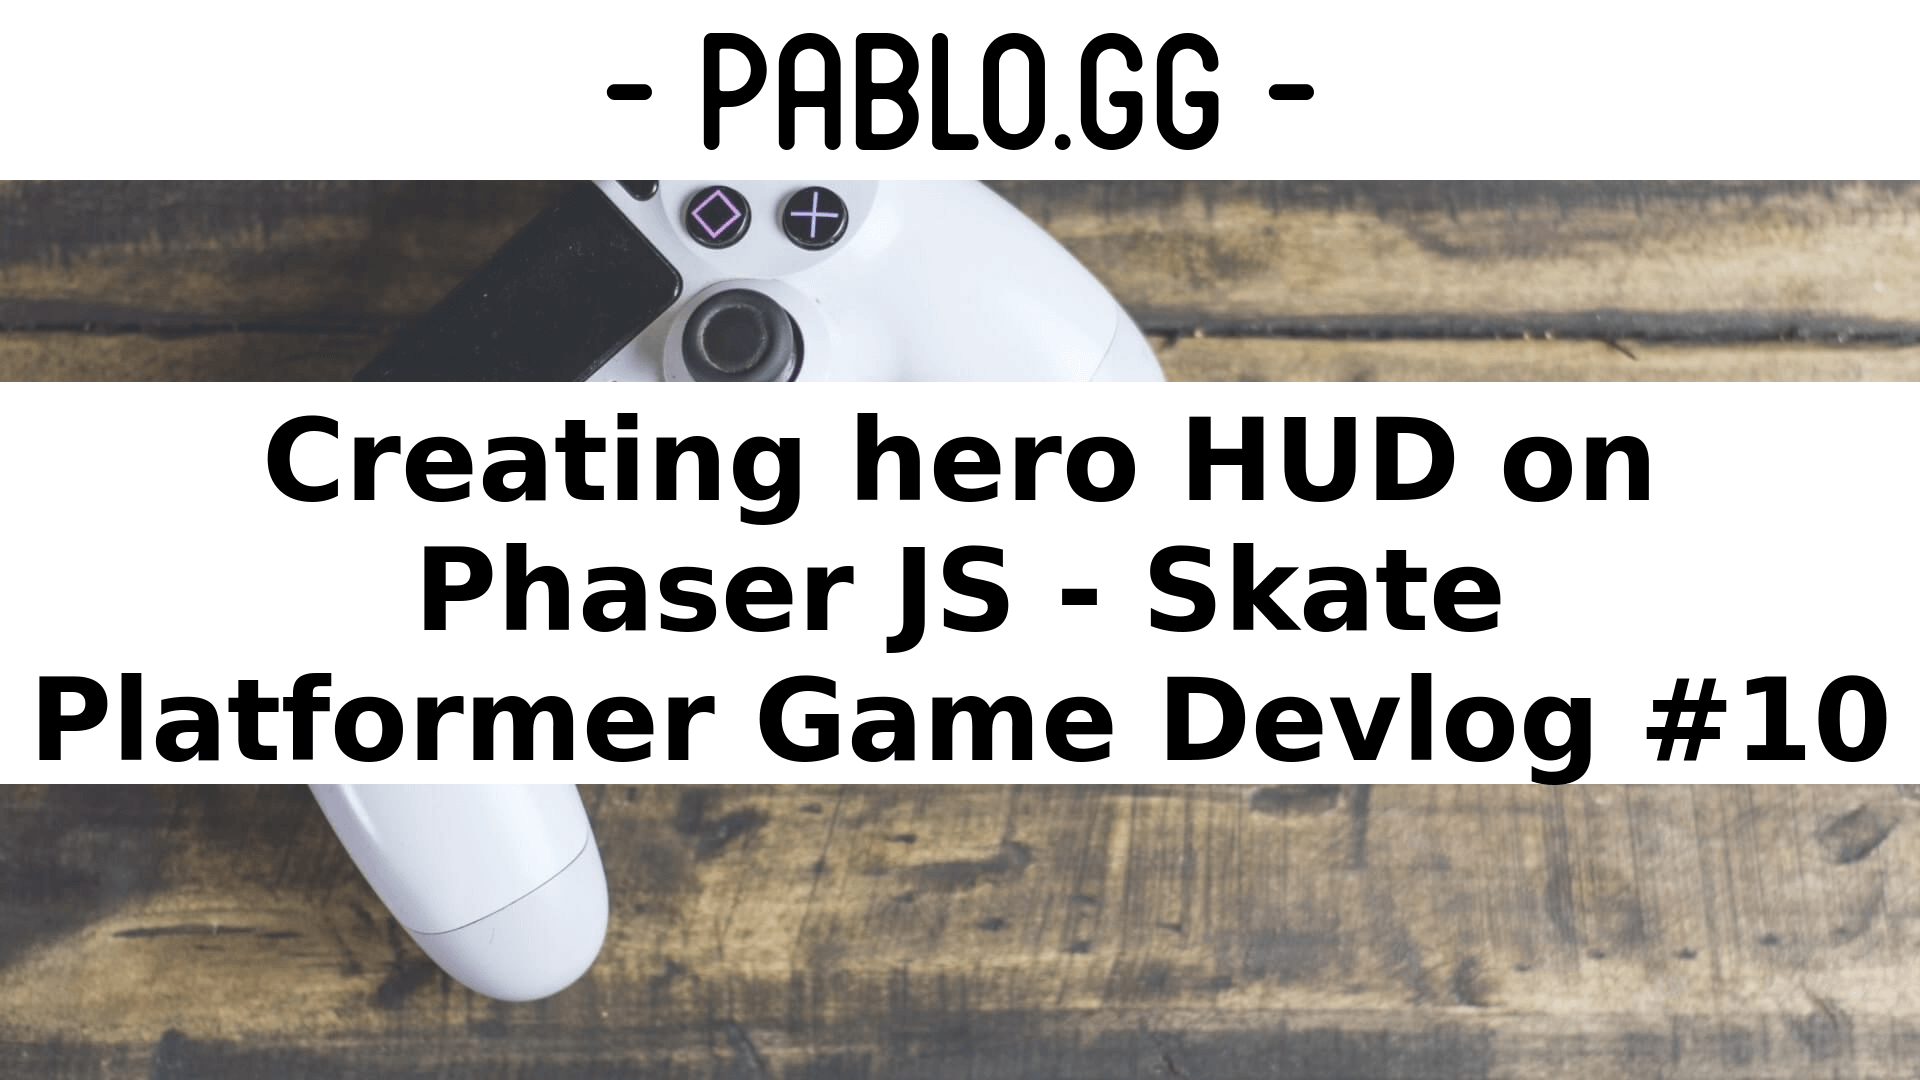 - PABLO.GG -
Creating hero HUD on
Phaser JS - Skate
Platformer Game Devlog #10